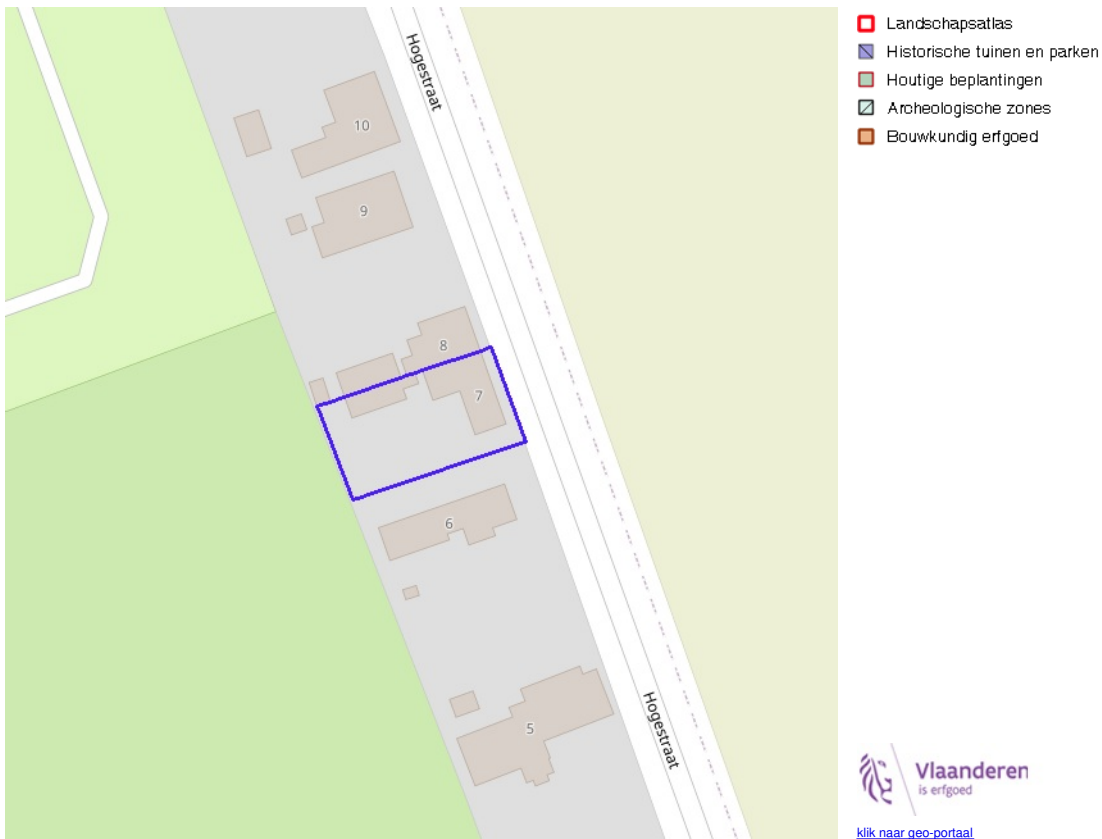 Hogestraat
10
9
8
7
6
5
Hogestraat
Landschapsatlas
Historische tuinen en parken
Houtige beplantingen
Archeologische zones
Bouwkundig erfgoed
Vlaanderen
is erfgoed
klik naar geo-portaal